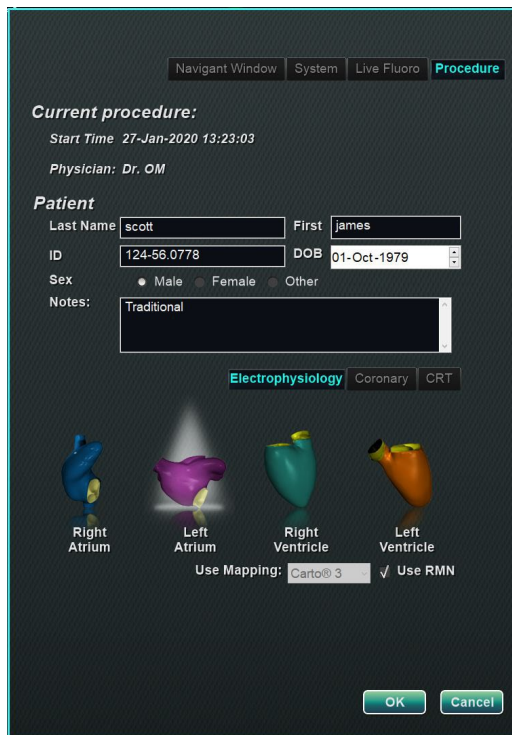 Navigant Window System Live Fluoro Procedure
Current procedure:
Start Time 27-Jan-2020 13:23:03
Physician: Dr. OM
Patient
Last Name scott First james
ID 124-56.0778 DOB 01-Oct-1979
Sex Male Female Other
Notes: Traditional
Electrophysiology Coronary CRT
Right Atrium Left Atrium Right Ventricle Left Ventricle
Use Mapping: Carto® 3 Use RMN
OK Cancel